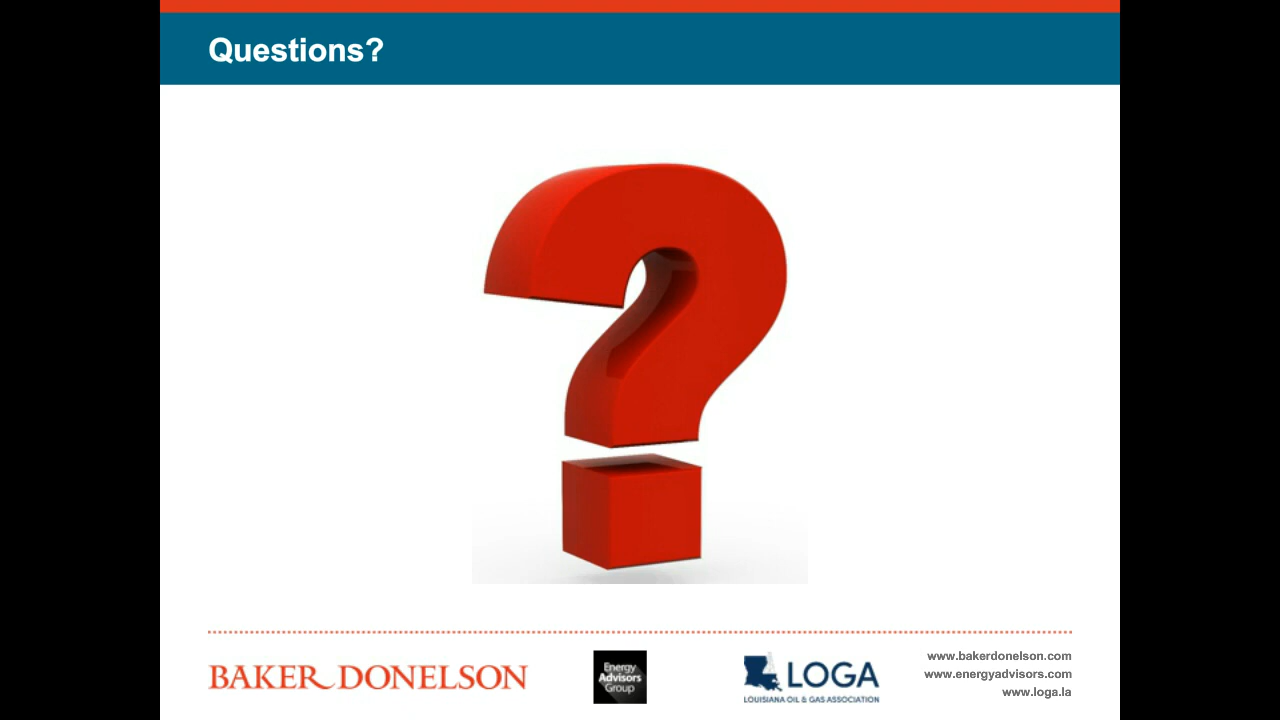 Questions?
BAKER DONELSON
Energy
Advisors
Group
LOGA
LOUISIANA OIL & GAS ASSOCIATION
www.bakerdonelson.com
www.energyadvisors.com
www.loga.la